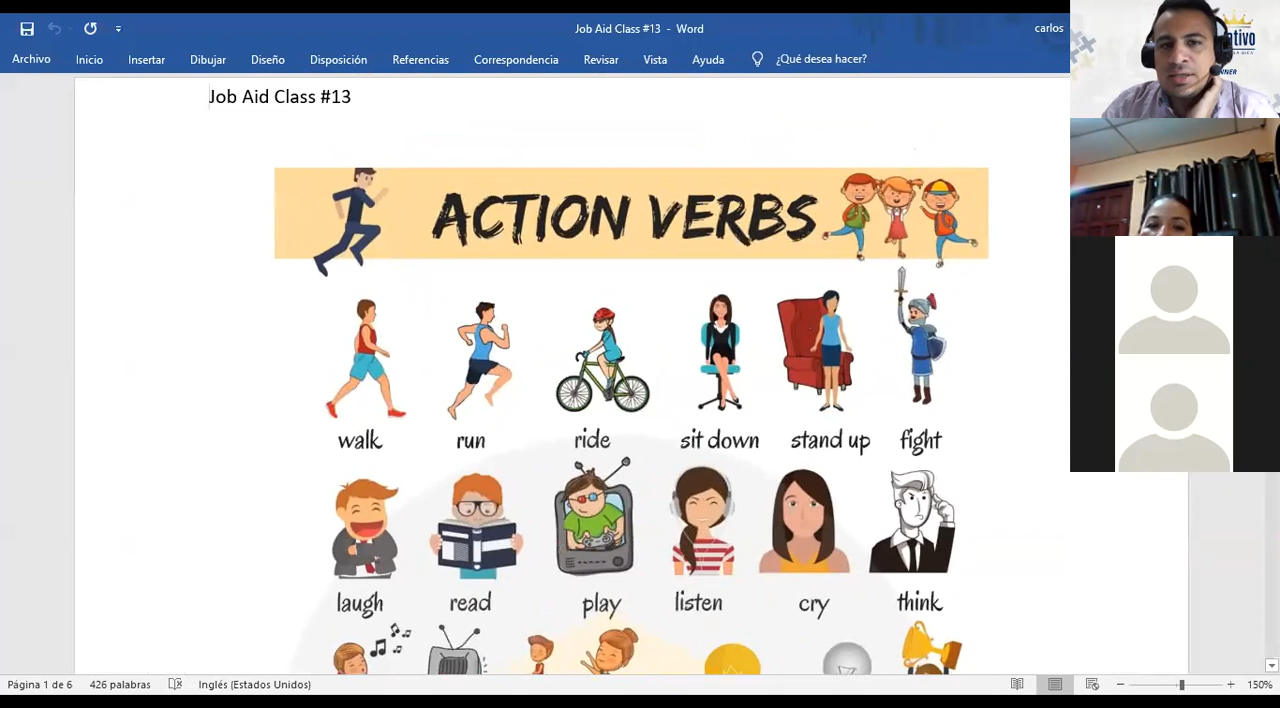 Job Aid Class #13 - Word
carlos
Archivo Inicio Insertar Dibujar Diseño Disposición Referencias Correspondencia Revisar Vista Ayuda ¿Qué desea hacer?
Job Aid Class #13
ACTION VERBS
walk run ride sit down stand up fight
laugh read play listen cry think
Página 1 de 6 420 palabras Inglés (Estados Unidos) 150%